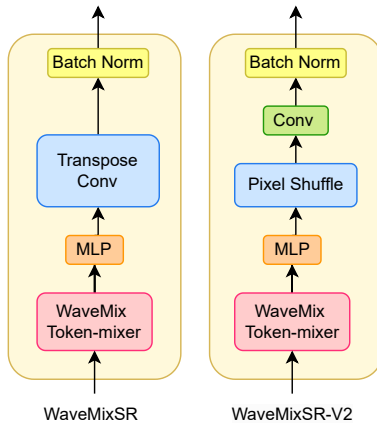 Batch Norm
Transpose
Conv
MLP
WaveMix
Token-mixer
WaveMixSR
Batch Norm
Conv
Pixel Shuffle
MLP
WaveMix
Token-mixer
WaveMixSR-V2